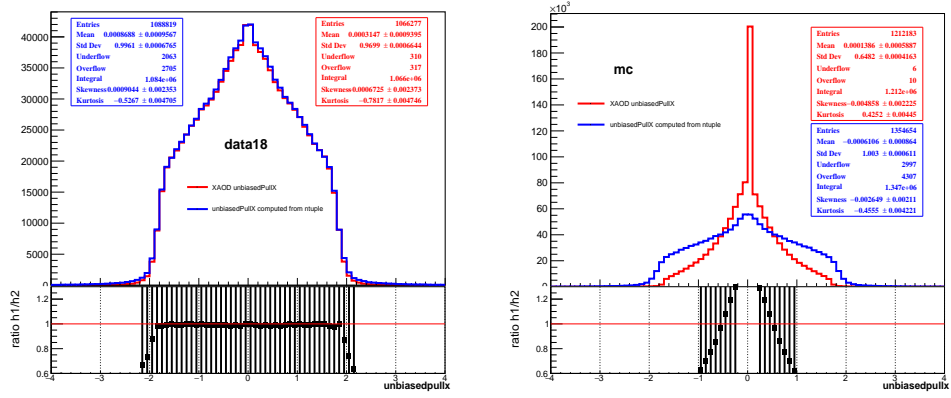 Entries 1088819
Mean 0.0008688 ± 0.0009567
Std Dev 0.9961 ± 0.0006765
Underflow 2063
Overflow 2705
Integral 1.084e+06
Skewness 0.0009044 ± 0.002353
Kurtosis −0.5267 ± 0.004705
Entries 1066277
Mean 0.0003147 ± 0.0009395
Std Dev 0.9699 ± 0.0006644
Underflow 310
Overflow 317
Integral 1.066e+06
Skewness 0.0006725 ± 0.002373
Kurtosis −0.7817 ± 0.004746
data18
XAOD unbiasedPullX
unbiasedPullX computed from ntuple
40000
35000
30000
25000
20000
15000
10000
5000
0
ratio h1/h2
1.2
1
0.8
0.6
−4 −3 −2 −1 0 1 2 3 4
unbiasedpullx
×10³
200
180
160
140
120
100
80
60
40
20
0
mc
XAOD unbiasedPullX
unbiasedPullX computed from ntuple
Entries 1212183
Mean 0.0001386 ± 0.0005887
Std Dev 0.6482 ± 0.0004163
Underflow 6
Overflow 10
Integral 1.212e+06
Skewness −0.004858 ± 0.002225
Kurtosis 0.4252 ± 0.00445
Entries 1354654
Mean −0.0006106 ± 0.000864
Std Dev 1.003 ± 0.000611
Underflow 2997
Overflow 4307
Integral 1.347e+06
Skewness −0.002649 ± 0.00211
Kurtosis −0.4555 ± 0.004221
ratio h1/h2
1.2
1
0.8
0.6
−4 −3 −2 −1 0 1 2 3 4
unbiasedpullx